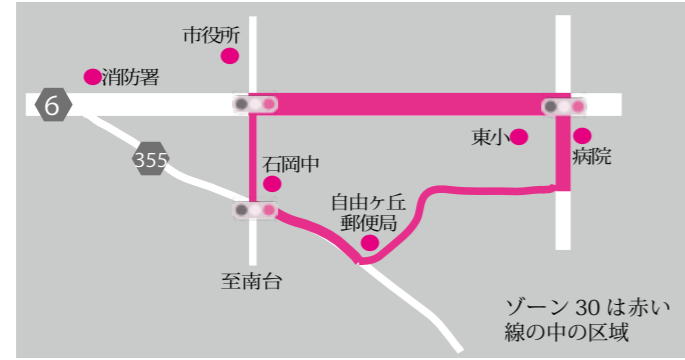 市役所
消防署
6
東小
病院
355
石岡中
自由ヶ丘
郵便局
至南台
ゾーン 30 は赤い
線の中の区域